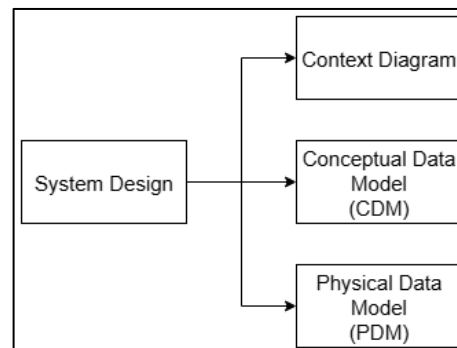 Context Diagram
System Design
Conceptual Data
Model
(CDM)
Physical Data
Model
(PDM)